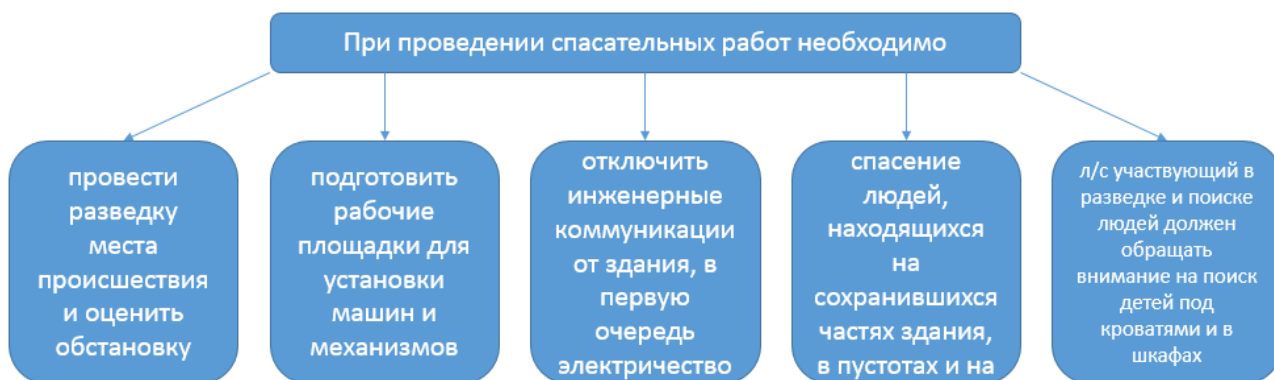 При проведении спасательных работ необходимо
провести
разведку
места
происшествия
и оценить
обстановку
подготовить
рабочие
площадки для
установки
машин и
механизмов
отключить
инженерные
коммуникации
от здания, в
первую
очередь
электричество
спасение
людей,
находящихся
на
сохранившихся
частях здания,
в пустотах и на
л/с участвующий в
разведке и поиске
людей должен
обращать
внимание на поиск
детей под
кроватями и в
шкафах